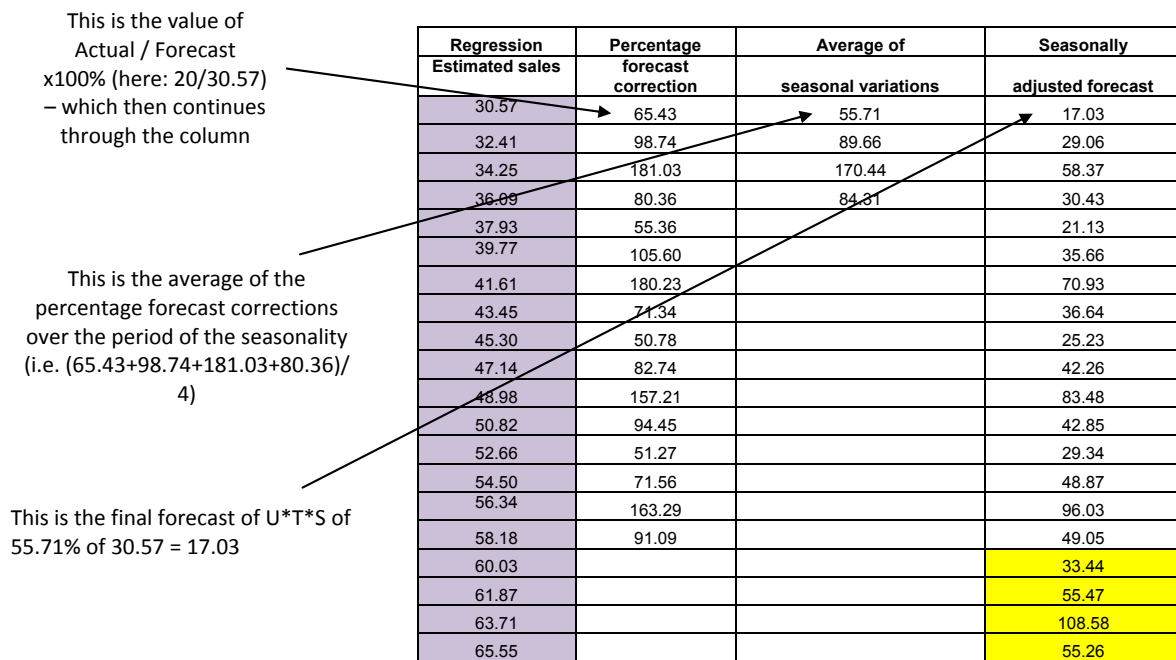 This is the value of
Actual / Forecast
x100% (here: 20/30.57)
– which then continues
through the column
This is the average of the
percentage forecast corrections
over the period of the seasonality
(i.e. (65.43+98.74+181.03+80.36)/
4)
This is the final forecast of U*T*S of
55.71% of 30.57 = 17.03
Regression Percentage Average of Seasonally
Estimated sales forecast correction seasonal variations adjusted forecast
30.57 65.43 55.71 17.03
32.41 98.74 89.66 29.06
34.25 181.03 170.44 58.37
36.09 80.36 84.31 30.43
37.93 55.36 21.13
39.77 105.60 35.66
41.61 180.23 70.93
43.45 71.34 36.64
45.30 50.78 25.23
47.14 82.74 42.26
48.98 157.21 83.48
50.82 94.45 42.85
52.66 51.27 29.34
54.50 71.56 48.87
56.34 163.29 96.03
58.18 91.09 49.05
60.03 33.44
61.87 55.47
63.71 108.58
65.55 55.26